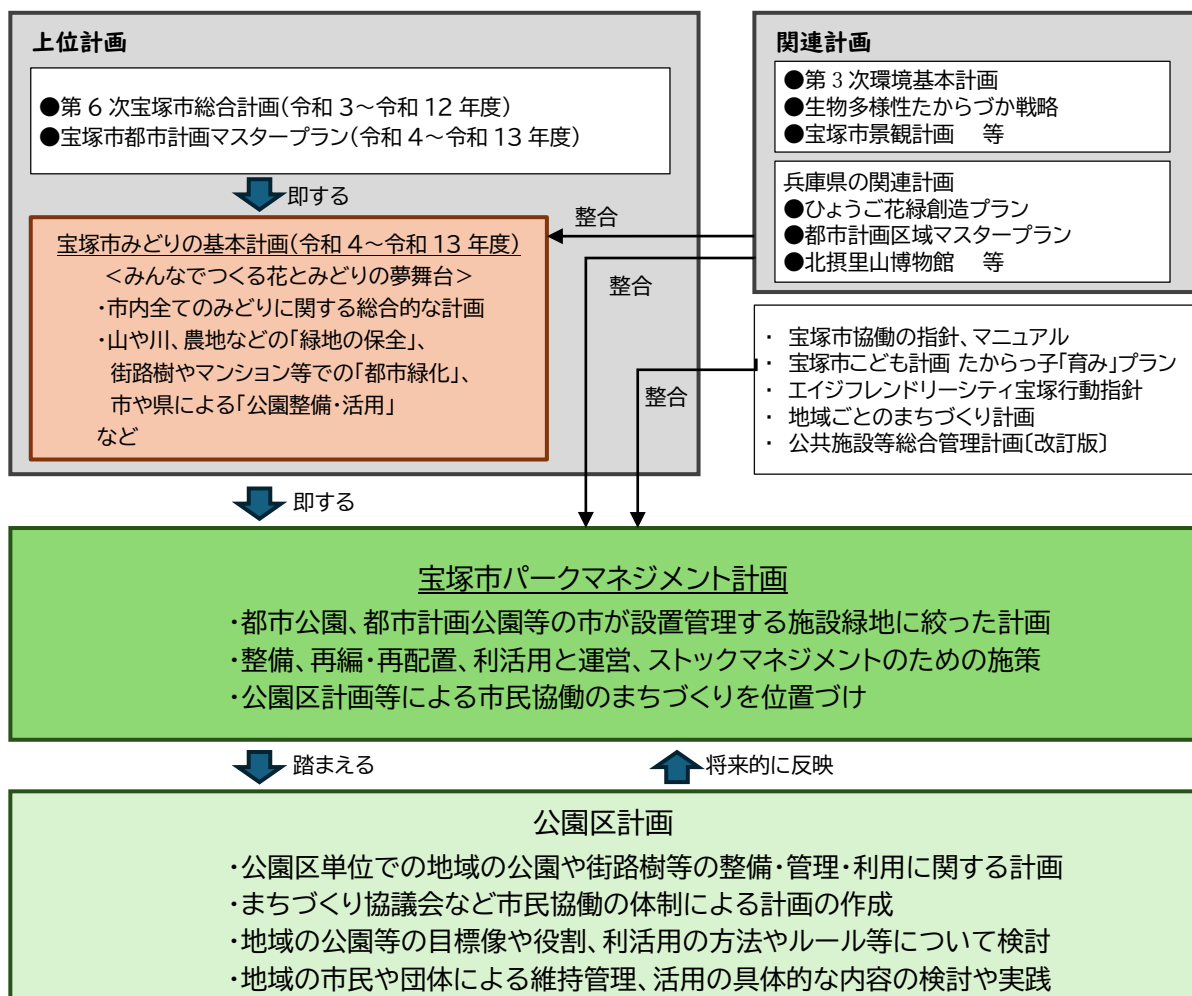 上位計画
●第６次宝塚市総合計画(令和３～令和１２年度)
●宝塚市都市計画マスタープラン(令和４～令和１３年度)
即する
宝塚市みどりの基本計画(令和４～令和１３年度)
＜みんなでつくる花とみどりの夢舞台＞
・市内全てのみどりに関する総合的な計画
・山や川、農地などの「緑地の保全」、
街路樹やマンション等での「都市緑化」、
市や県による「公園整備・活用」
など
関連計画
●第３次環境基本計画
●生物多様性たからづか戦略
●宝塚市景観計画　等
兵庫県の関連計画
●ひょうご花緑創造プラン
●都市計画区域マスタープラン
●北摂里山博物館　等
整合
整合
整合
・ 宝塚市協働の指針、マニュアル
・ 宝塚市こども計画 たからっ子「育み」プラン
・ エイジフレンドリーシティ宝塚行動指針
・ 地域ごとのまちづくり計画
・ 公共施設等総合管理計画〔改訂版〕
即する
宝塚市パークマネジメント計画
・都市公園、都市計画公園等の市が設置管理する施設緑地に絞った計画
・整備、再編・再配置、利活用と運営、ストックマネジメントのための施策
・公園区計画等による市民協働のまちづくりを位置づけ
踏まえる
将来的に反映
公園区計画
・公園区単位での地域の公園や街路樹等の整備・管理・利用に関する計画
・まちづくり協議会など市民協働の体制による計画の作成
・地域の公園等の目標像や役割、利活用の方法やルール等について検討
・地域の市民や団体による維持管理、活用の具体的な内容の検討や実践